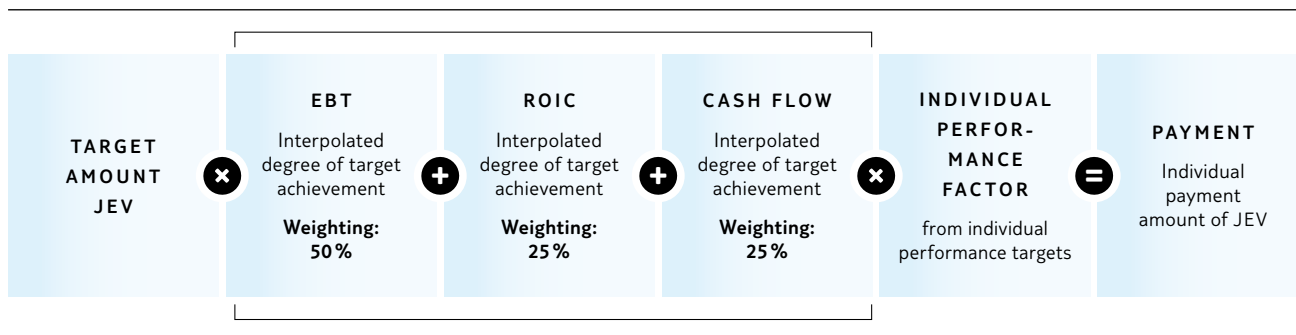 TARGET
AMOUNT
JEV
×
EBT
Interpolated
degree of target
achievement
Weighting:
50 %
+
ROIC
Interpolated
degree of target
achievement
Weighting:
25 %
+
CASH FLOW
Interpolated
degree of target
achievement
Weighting:
25 %
×
INDIVIDUAL
PERFOR-
MANCE
FACTOR
from individual
performance targets
=
PAYMENT
Individual
payment
amount of JEV